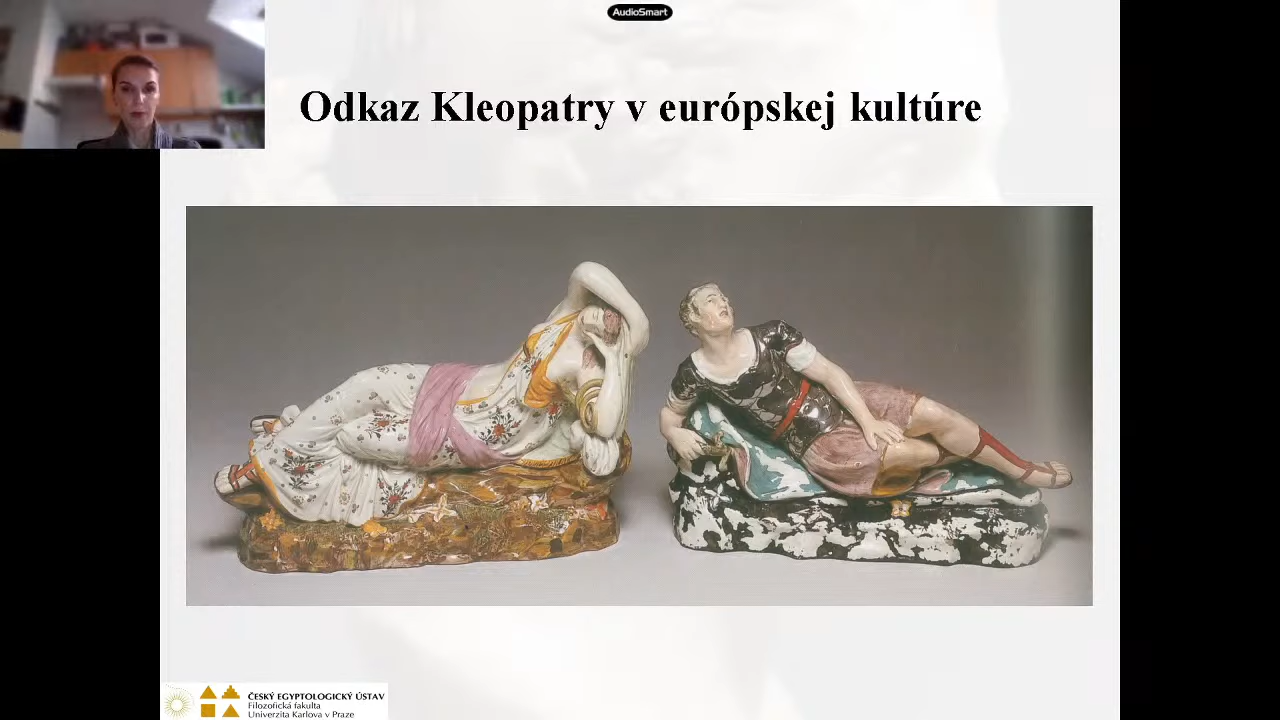 AudioSmart
Odkaz Kleopatry v európskej kultúre
ČESKÝ EGYPTOLOGICKÝ ÚSTAV
Filozofická fakulta
Univerzita Karlova v Praze